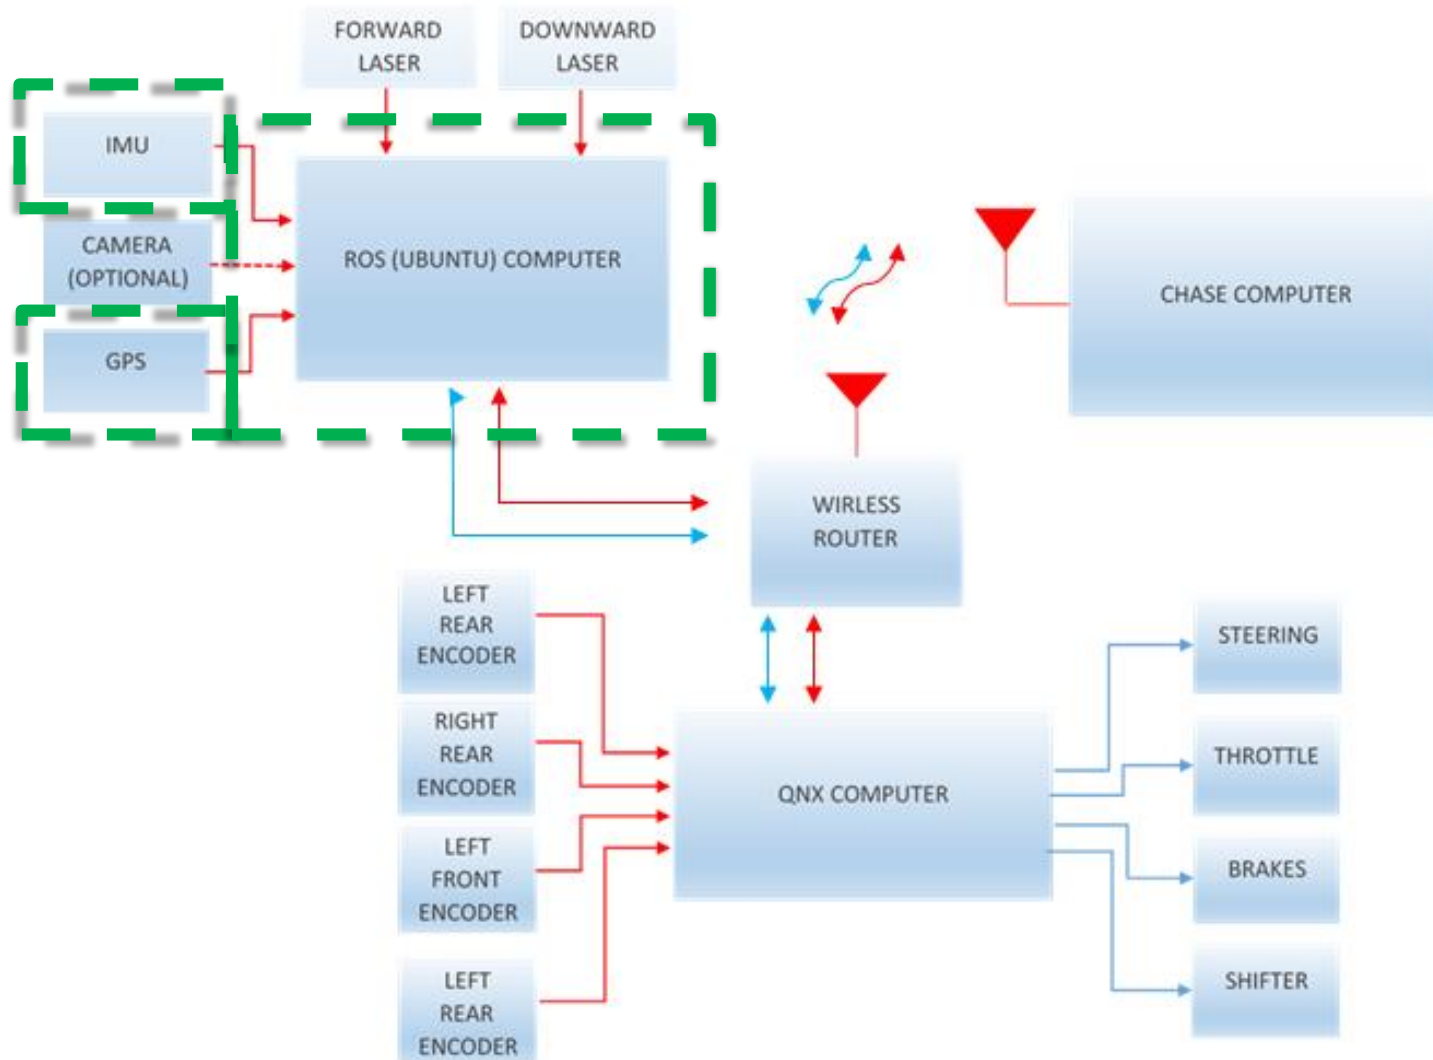 FORWARD
LASER
DOWNWARD
LASER
IMU
CAMERA
(OPTIONAL)
GPS
ROS (UBUNTU) COMPUTER
CHASE COMPUTER
WIRLESS
ROUTER
LEFT
REAR
ENCODER
RIGHT
REAR
ENCODER
LEFT
FRONT
ENCODER
LEFT
REAR
ENCODER
QNX COMPUTER
STEERING
THROTTLE
BRAKES
SHIFTER